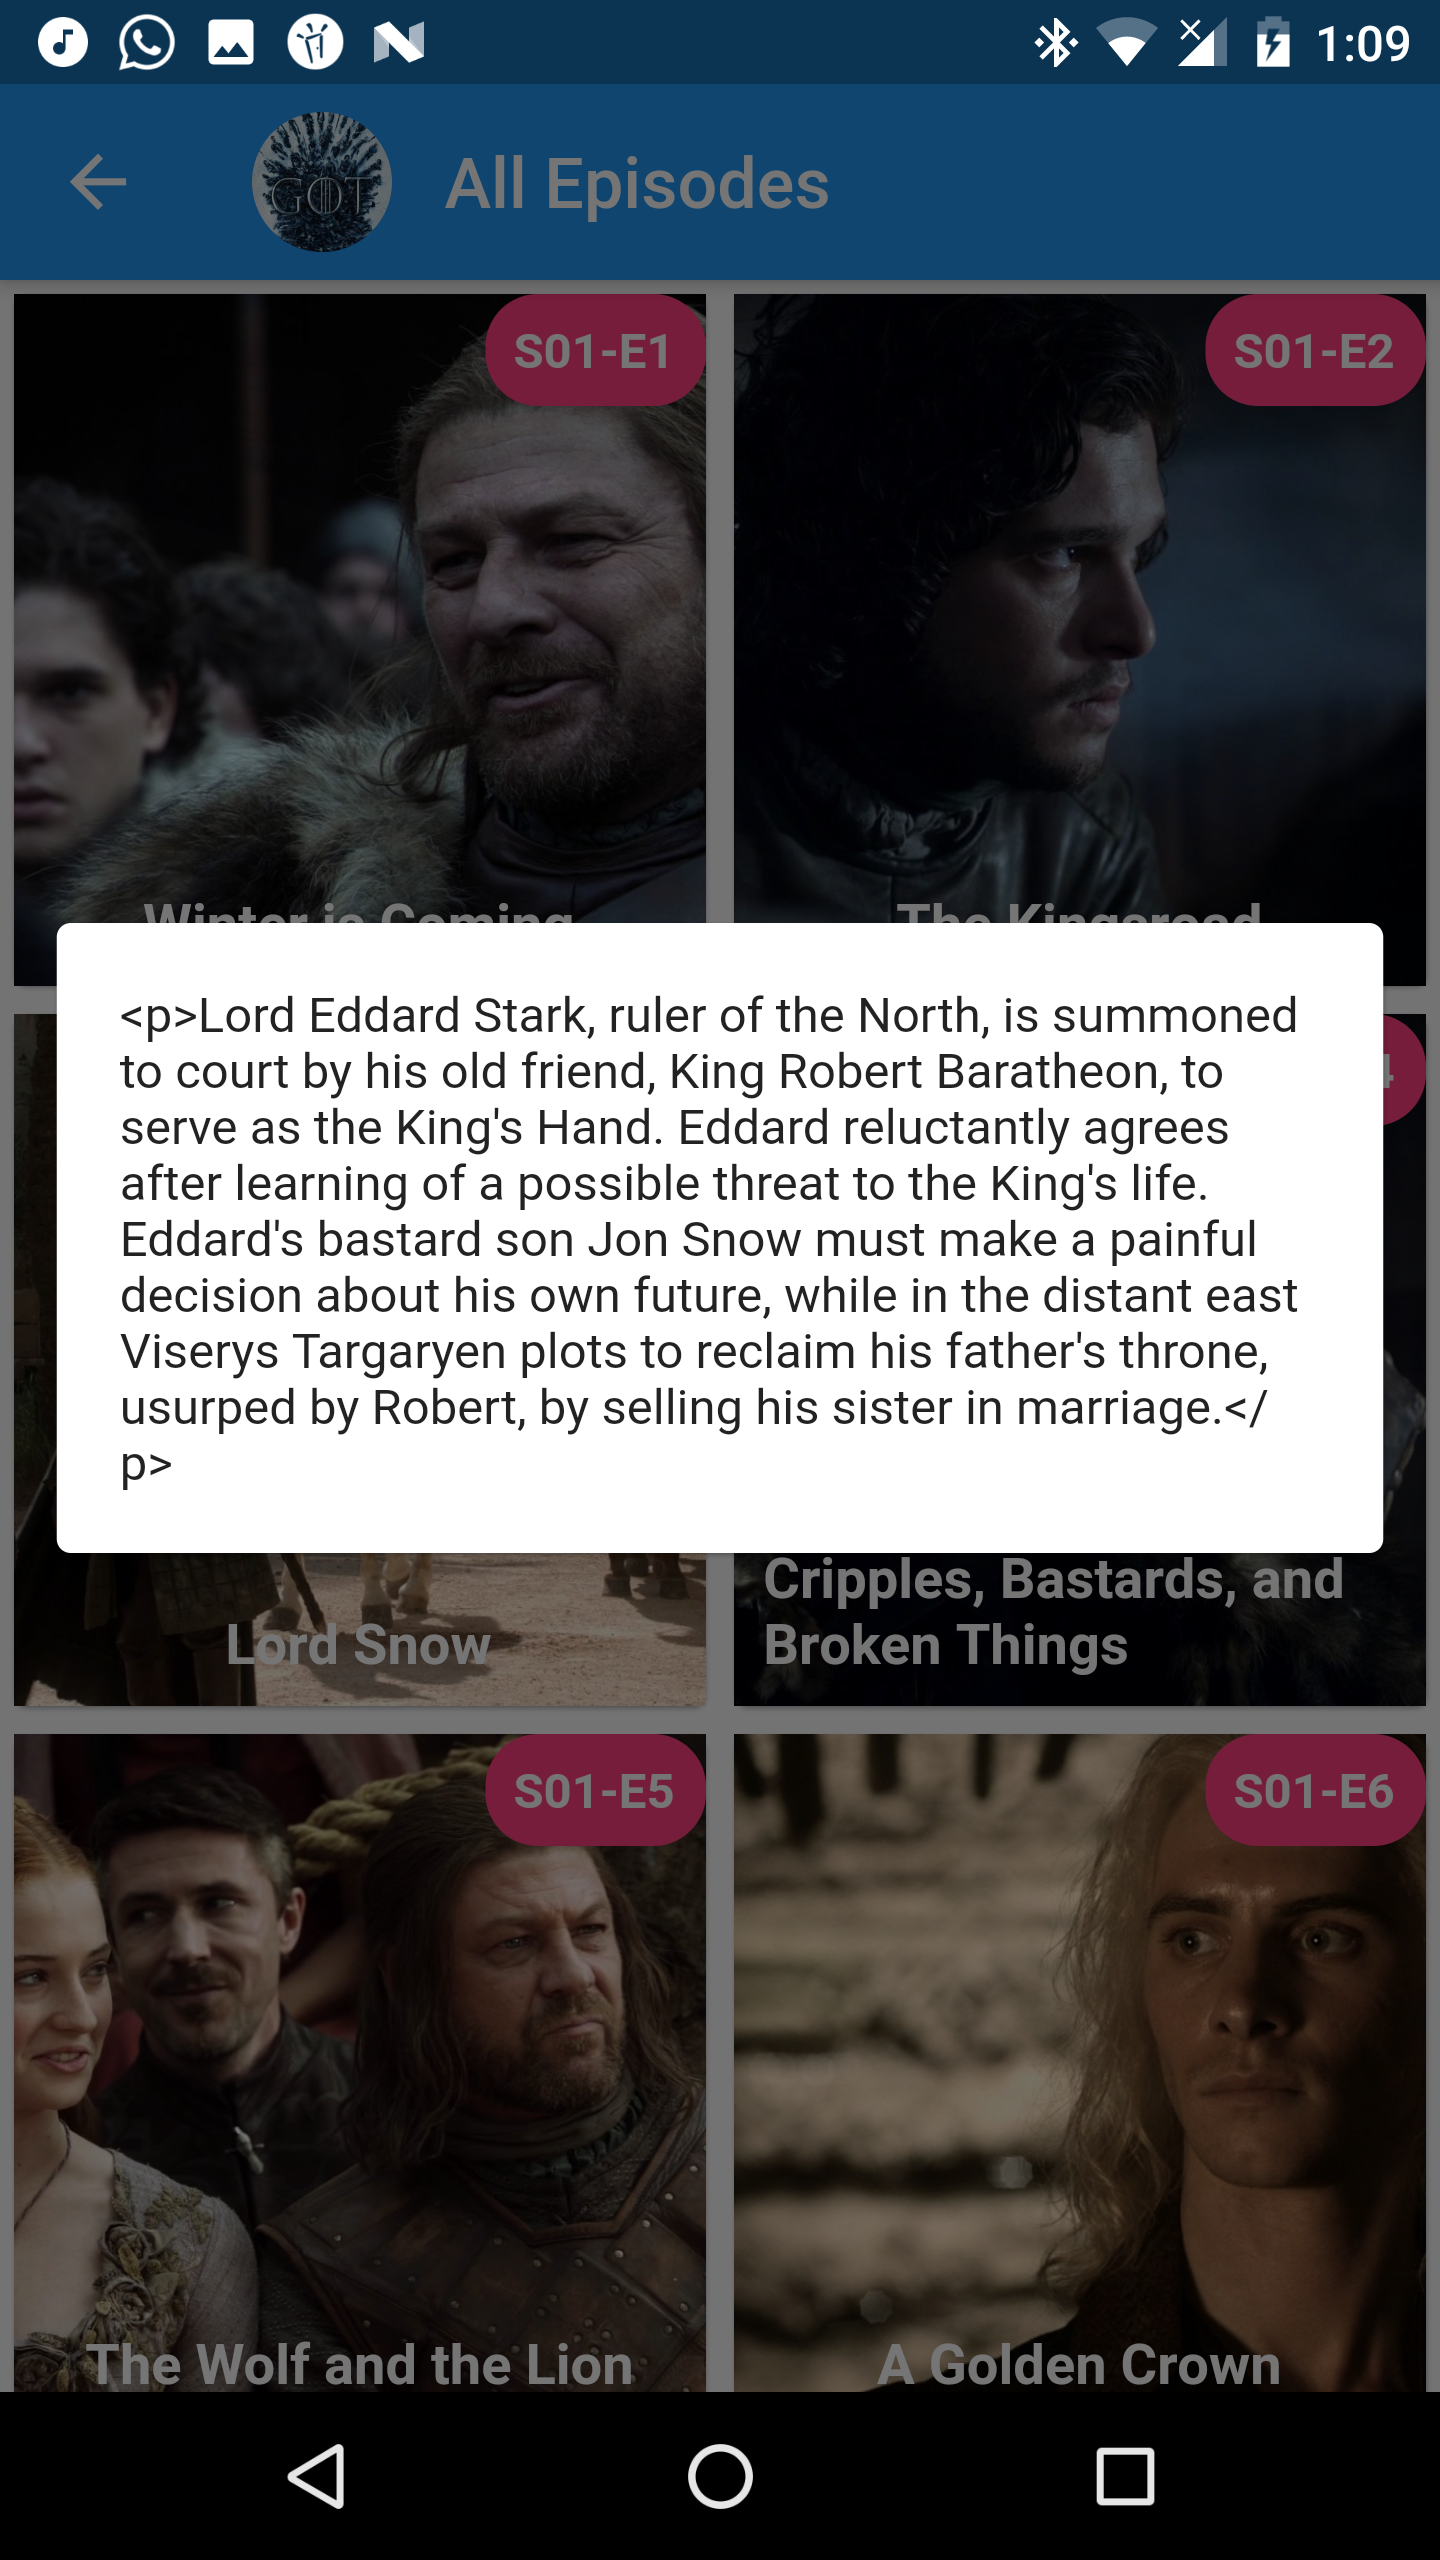 1:09
GOT
All Episodes
S01-E1
S01-E2
Winter is Coming
The Kingsroad
4
<p>Lord Eddard Stark, ruler of the North, is summoned
to court by his old friend, King Robert Baratheon, to
serve as the King's Hand. Eddard reluctantly agrees
after learning of a possible threat to the King's life.
Eddard's bastard son Jon Snow must make a painful
decision about his own future, while in the distant east
Viserys Targaryen plots to reclaim his father's throne,
usurped by Robert, by selling his sister in marriage.</
p>
Lord Snow
Cripples, Bastards, and
Broken Things
S01-E5
S01-E6
The Wolf and the Lion
A Golden Crown